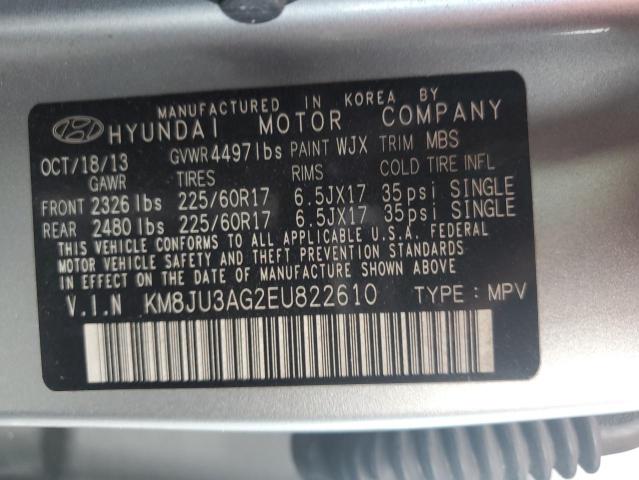 MANUFACTURED IN KOREA BY
HYUNDAI MOTOR COMPANY
OCT/18/13 GVWR 4497lbs PAINT WJX TRIM MBS
GAWR TIRES RIMS COLD TIRE INFL
FRONT 2326 lbs 225/60R17 6.5JX17 35psi SINGLE
REAR 2480 lbs 225/60R17 6.5JX17 35psi SINGLE
THIS VEHICLE CONFORMS TO ALL APPLICABLE U.S.A. FEDERAL
MOTOR VEHICLE SAFETY AND THEFT PREVENTION STANDARDS
IN EFFECT ON THE DATE OF MANUFACTURE SHOWN ABOVE.
V.I.N KM8JU3AG2EU822610 TYPE : MPV